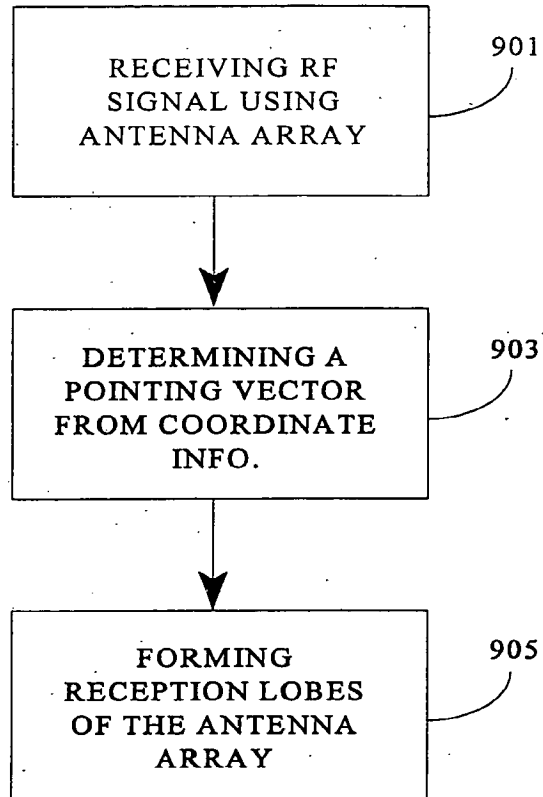 RECEIVING RF
SIGNAL USING
ANTENNA ARRAY
901
DETERMINING A
POINTING VECTOR
FROM COORDINATE
INFO.
903
FORMING
RECEPTION LOBES
OF THE ANTENNA
ARRAY
905